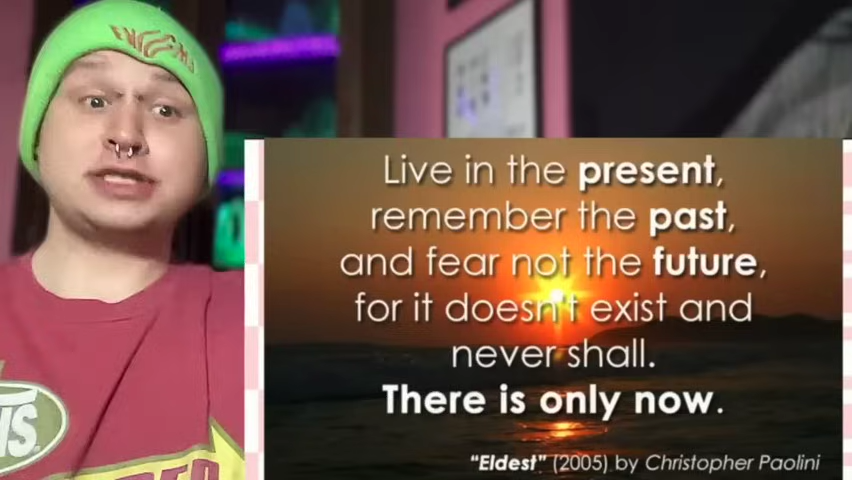 Live in the present,
remember the past,
and fear not the future,
for it doesn't exist and
never shall.
There is only now.
"Eldest" (2005) by Christopher Paolini